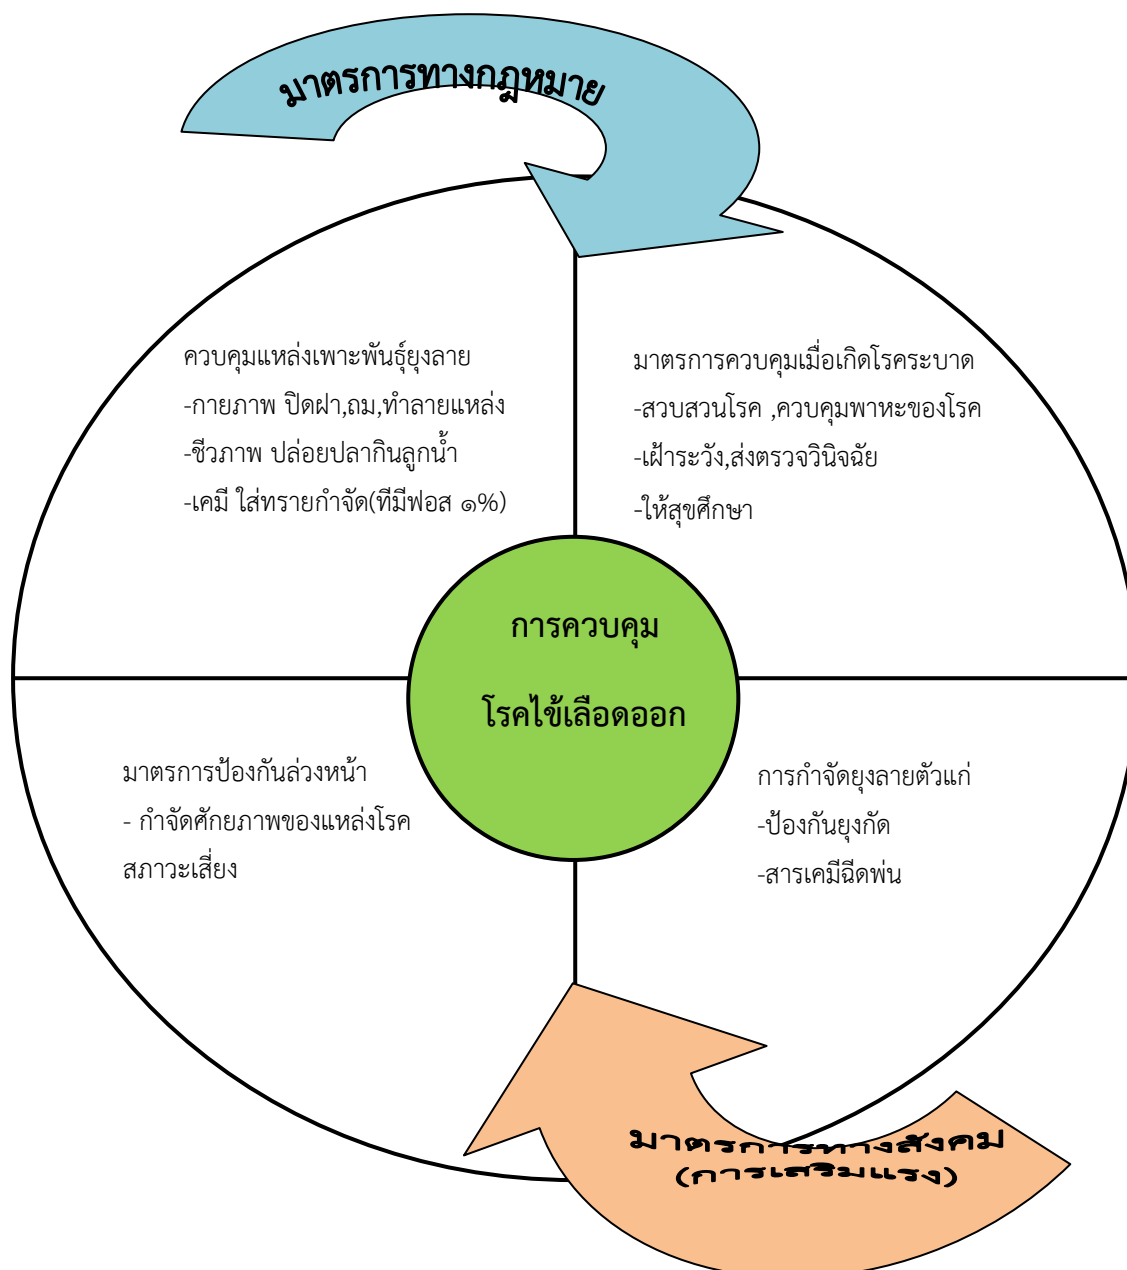 มาตรการทางกฎหมาย
ควบคุมแหล่งเพาะพันธุ์ยุงลาย
-กายภาพ ปิดฝา,ถม,ทำลายแหล่ง
-ชีวภาพ ปล่อยปลากินลูกน้ำ
-เคมี ใส่ทรายกำจัด(ทีมีฟอส ๑%)
มาตรการควบคุมเมื่อเกิดโรคระบาด
-สวบสวนโรค ,ควบคุมพาหะของโรค
-เฝ้าระวัง,ส่งตรวจวินิจฉัย
-ให้สุขศึกษา
การควบคุม
โรคไข้เลือดออก
มาตรการป้องกันล่วงหน้า
- กำจัดศักยภาพของแหล่งโรค
สภาวะเสี่ยง
การกำจัดยุงลายตัวแก่
-ป้องกันยุงกัด
-สารเคมีฉีดพ่น
มาตรการทางสังคม
(การเสริมแรง)